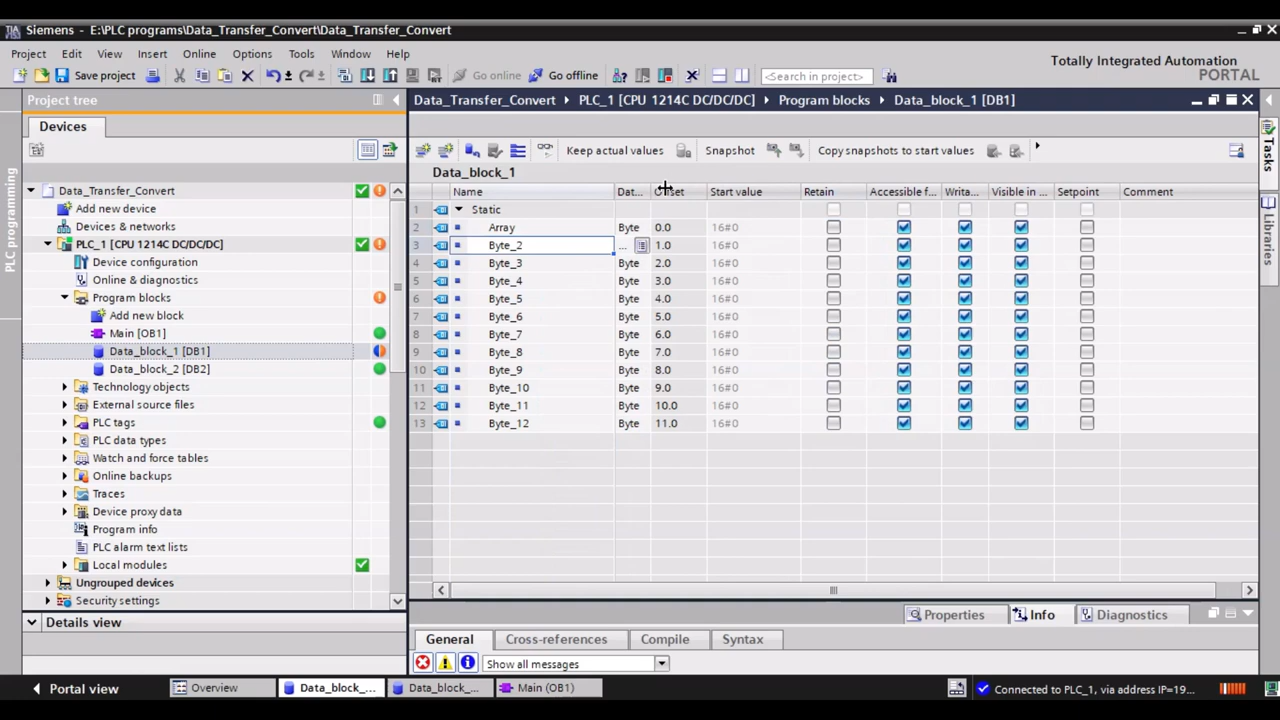 Siemens - E:\PLC programs\Data_Transfer_Convert\Data_Transfer_Convert
Project Edit View Insert Online Options Tools Window Help
Totally Integrated Automation
PORTAL
Save project
Go online
Go offline
<Search in project>
Project tree
Data_Transfer_Convert
PLC_1 [CPU 1214C DC/DC/DC]
Program blocks
Data_block_1 [DB1]
Devices
PLC programming
Data_Transfer_Convert
Add new device
Devices & networks
PLC_1 [CPU 1214C DC/DC/DC]
Device configuration
Online & diagnostics
Program blocks
Add new block
Main [OB1]
Data_block_1 [DB1]
Data_block_2 [DB2]
Technology objects
External source files
PLC tags
PLC data types
Watch and force tables
Online backups
Traces
Device proxy data
Program info
PLC alarm text lists
Local modules
Ungrouped devices
Security settings
Details view
Keep actual values
Snapshot
Copy snapshots to start values
Data_block_1
Name Dat... Offset Start value Retain Accessible f... Writa... Visible in ... Setpoint Comment
1 Static
2 Array Byte 0.0 16#0
3 Byte_2 ... 1.0 16#0
4 Byte_3 Byte 2.0 16#0
5 Byte_4 Byte 3.0 16#0
6 Byte_5 Byte 4.0 16#0
7 Byte_6 Byte 5.0 16#0
8 Byte_7 Byte 6.0 16#0
9 Byte_8 Byte 7.0 16#0
10 Byte_9 Byte 8.0 16#0
11 Byte_10 Byte 9.0 16#0
12 Byte_11 Byte 10.0 16#0
13 Byte_12 Byte 11.0 16#0
Tasks
Libraries
Properties
Info
Diagnostics
General Cross-references Compile Syntax
Show all messages
Portal view
Overview
Data_block_...
Data_block_...
Main (OB1)
Connected to PLC_1, via address IP=19...